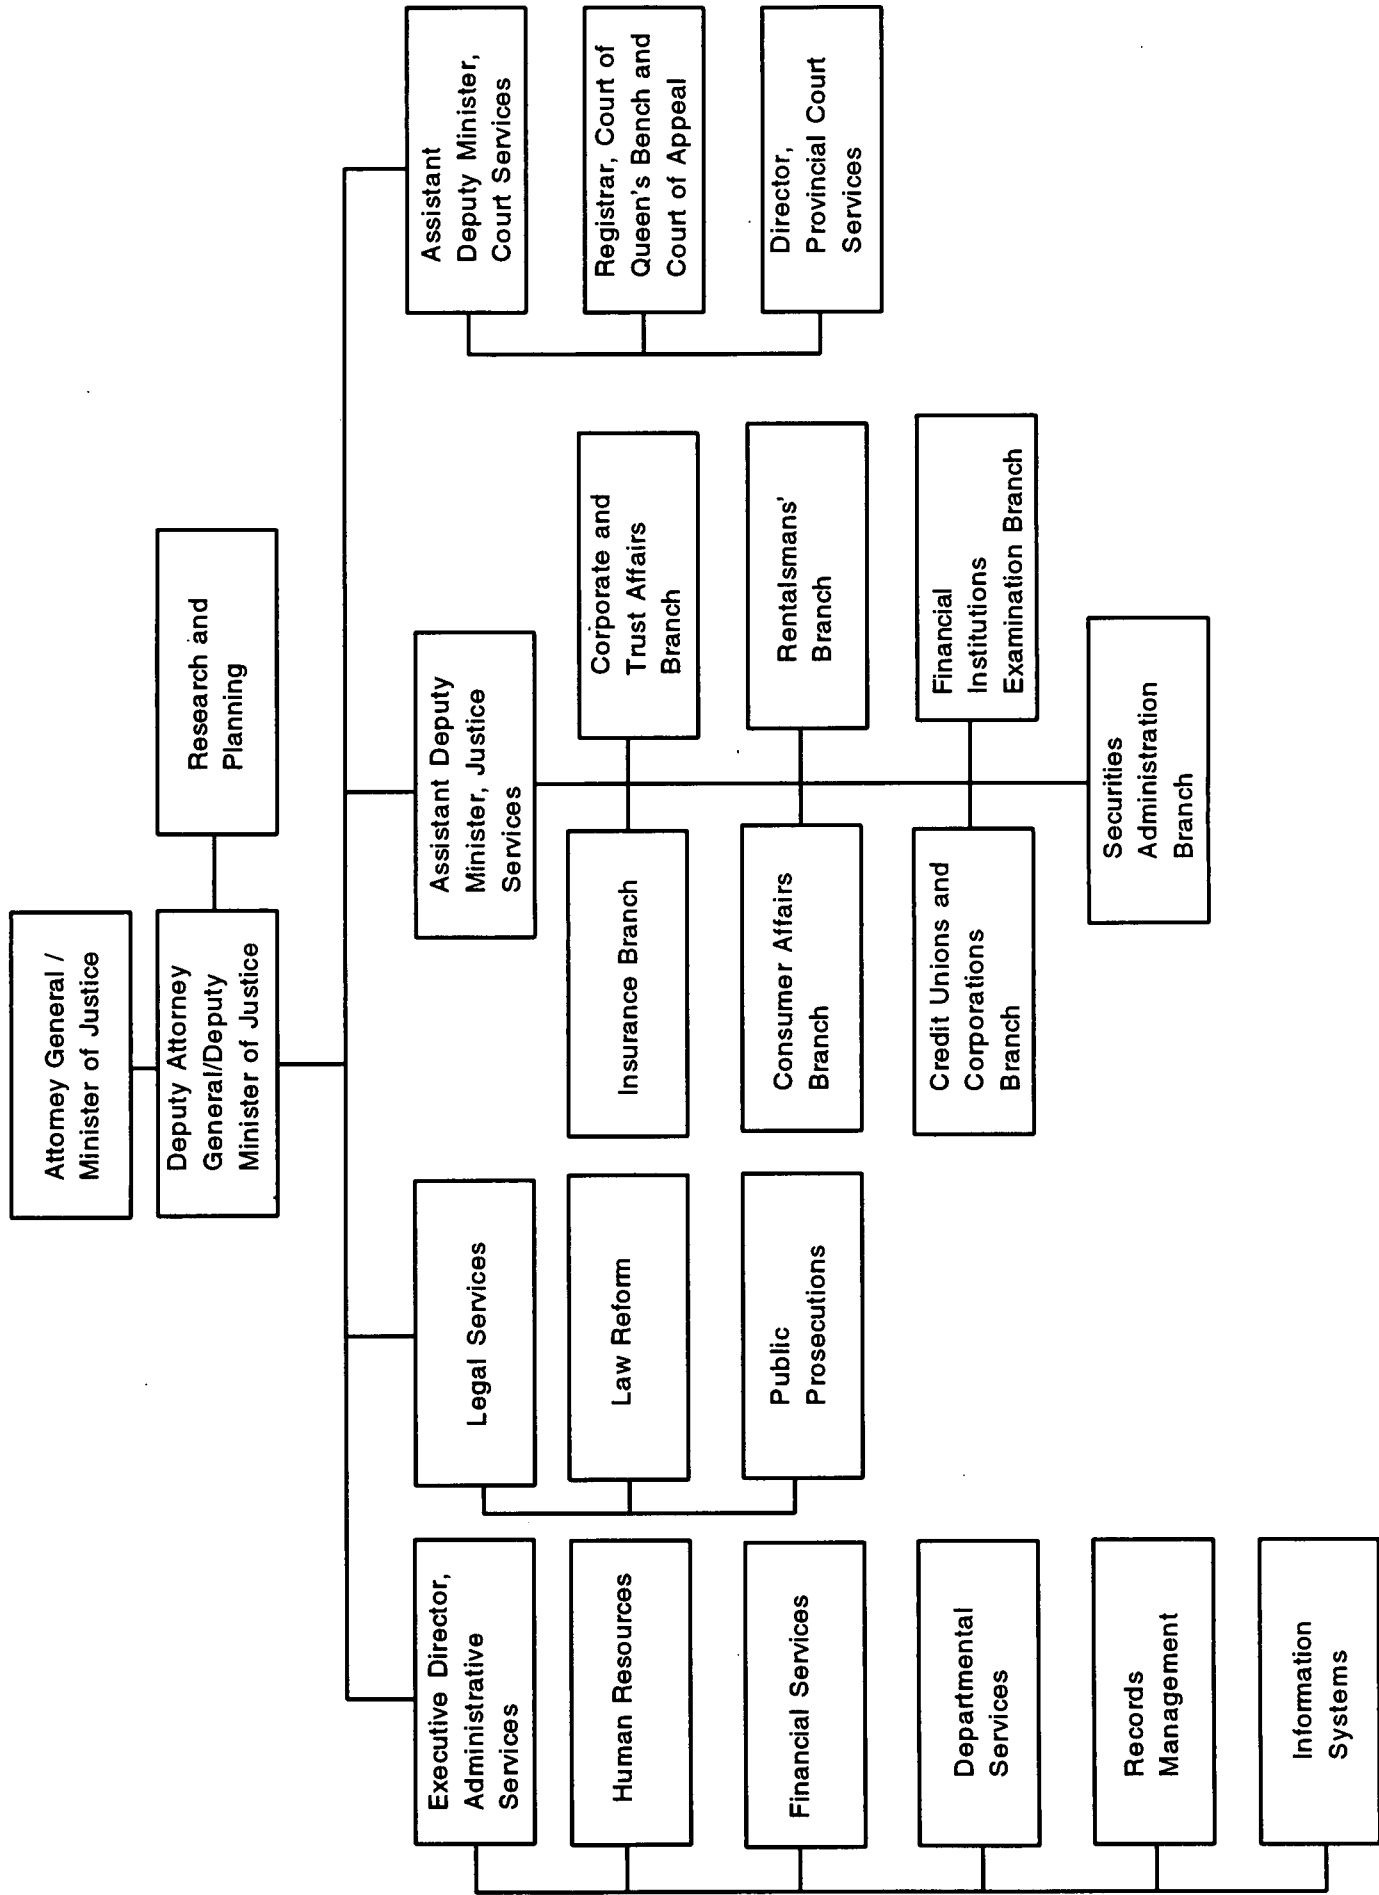 Attorney General /
Minister of Justice
Deputy Attorney
General/Deputy
Minister of Justice
Research and
Planning
Executive Director,
Administrative
Services
Human Resources
Financial Services
Departmental
Services
Records
Management
Information
Systems
Legal Services
Law Reform
Public
Prosecutions
Assistant Deputy
Minister, Justice
Services
Insurance Branch
Corporate and
Trust Affairs
Branch
Consumer Affairs
Branch
Rentalsmans'
Branch
Credit Unions and
Corporations
Branch
Financial
Institutions
Examination Branch
Securities
Administration
Branch
Assistant
Deputy Minister,
Court Services
Registrar, Court of
Queen's Bench and
Court of Appeal
Director,
Provincial Court
Services